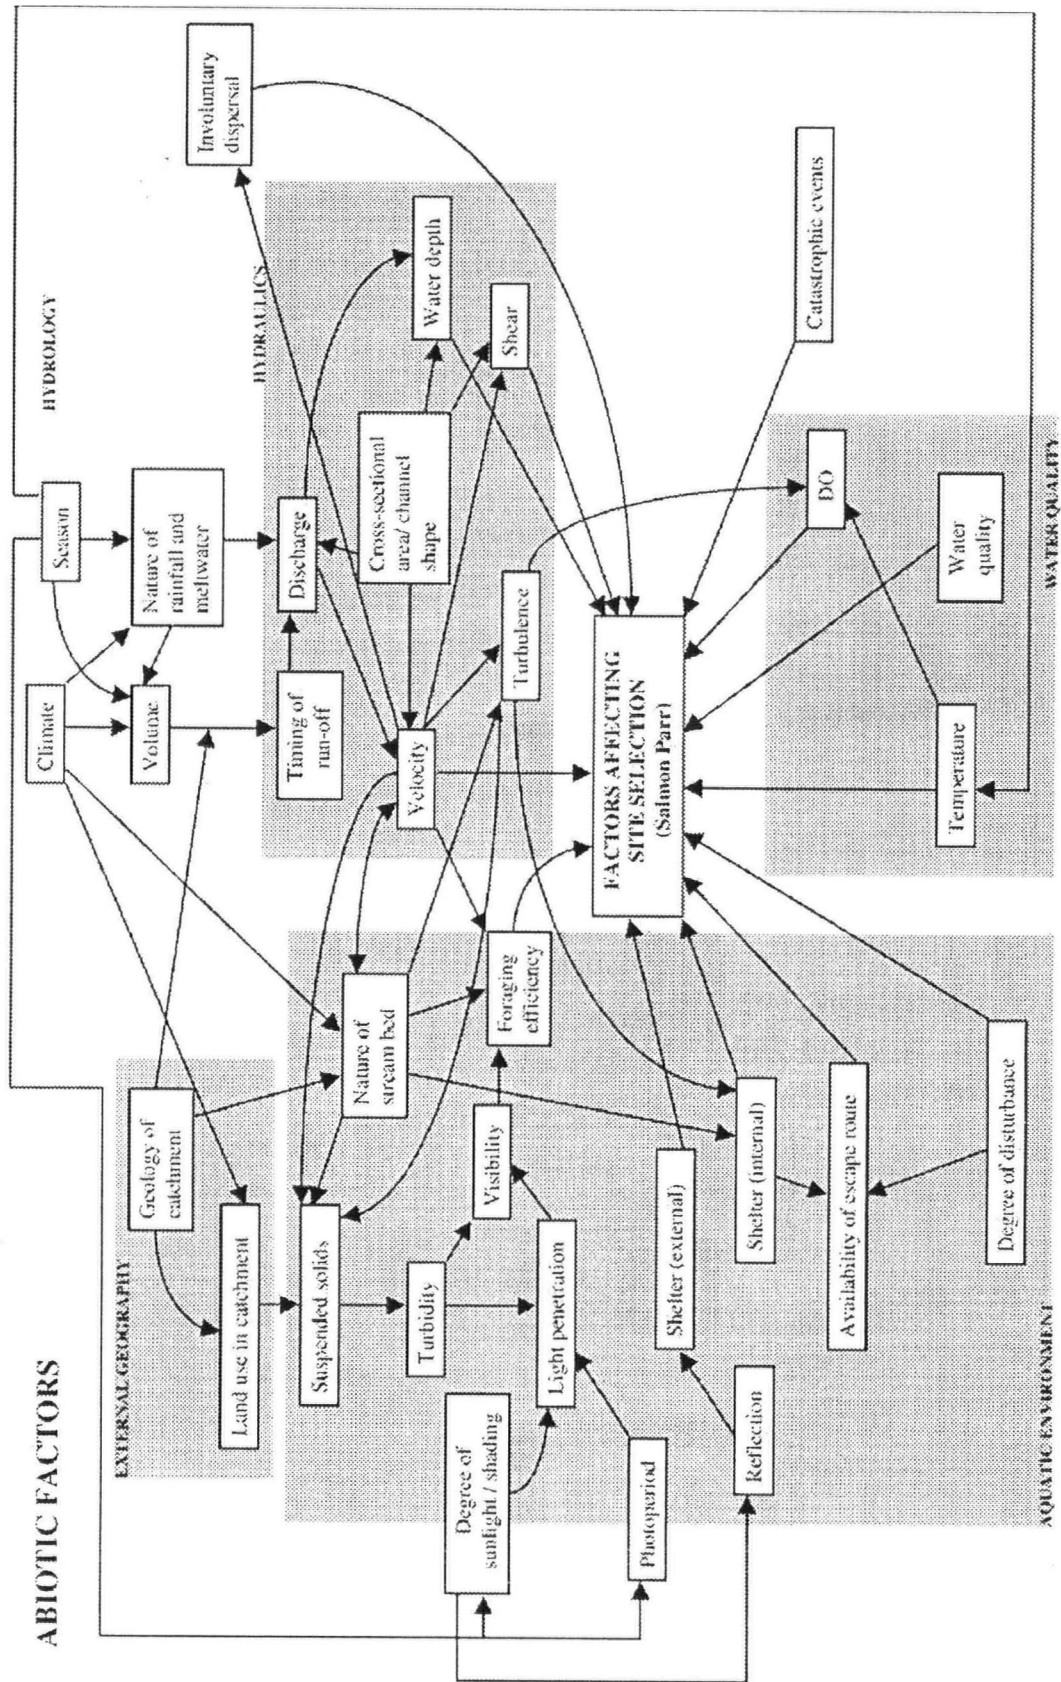 ABIOTIC FACTORS
EXTERNAL GEOGRAPHY
Geology of
catchment
Land use in catchment
Climate
Season
HYDROLOGY
Volume
Nature of
rainfall and
meltwater
Timing of
run-off
Discharge
HYDRAULICS
Involuntary
dispersal
Suspended solids
Nature of
stream bed
Velocity
Cross-sectional
area/ channel
shape
Water depth
Turbidity
Visibility
Foraging
efficiency
Turbulence
Shear
Degree of
sunlight / shading
Light penetration
Photoperiod
Reflection
Shelter (external)
Shelter (internal)
Availability of escape route
Degree of disturbance
AQUATIC ENVIRONMENT
FACTORS AFFECTING
SITE SELECTION
(Salmon Parr)
Catastrophic events
DO
Temperature
Water
quality
WATER QUALITY